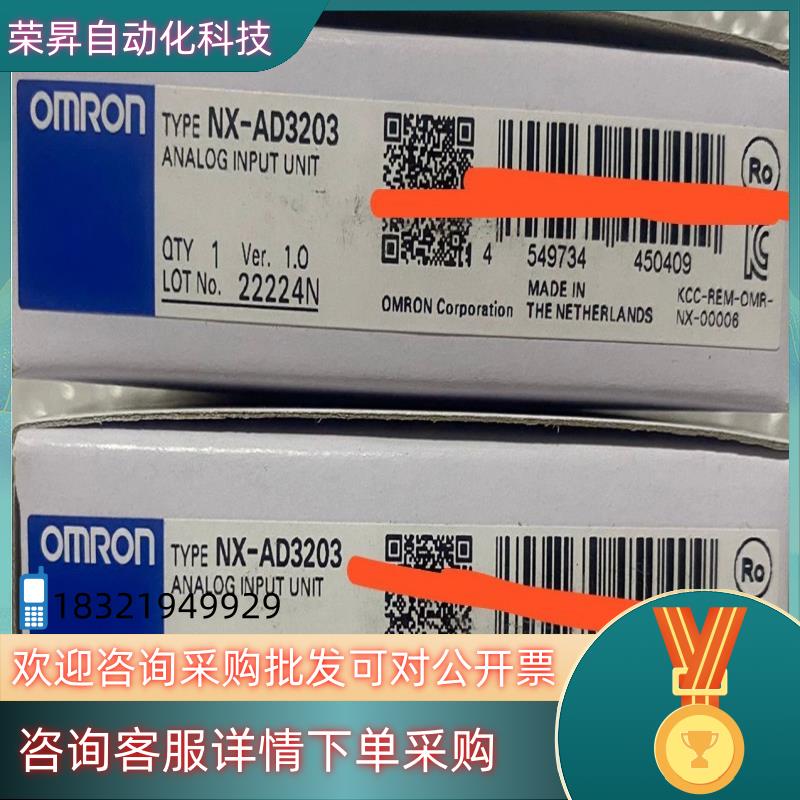 荣昇自动化科技
OMRON
TYPE NX-AD3203
ANALOG INPUT UNIT
QTY 1 Ver. 1.0
LOT No. 22224N
4 549734 450409
OMRON Corporation
MADE IN
THE NETHERLANDS
KCC-REM-OMR-
NX-00006
Ro
OMRON
TYPE NX-AD3203
ANALOG INPUT UNIT
Ro
18321949929
欢迎咨询采购批发可对公开票
咨询客服详情下单采购